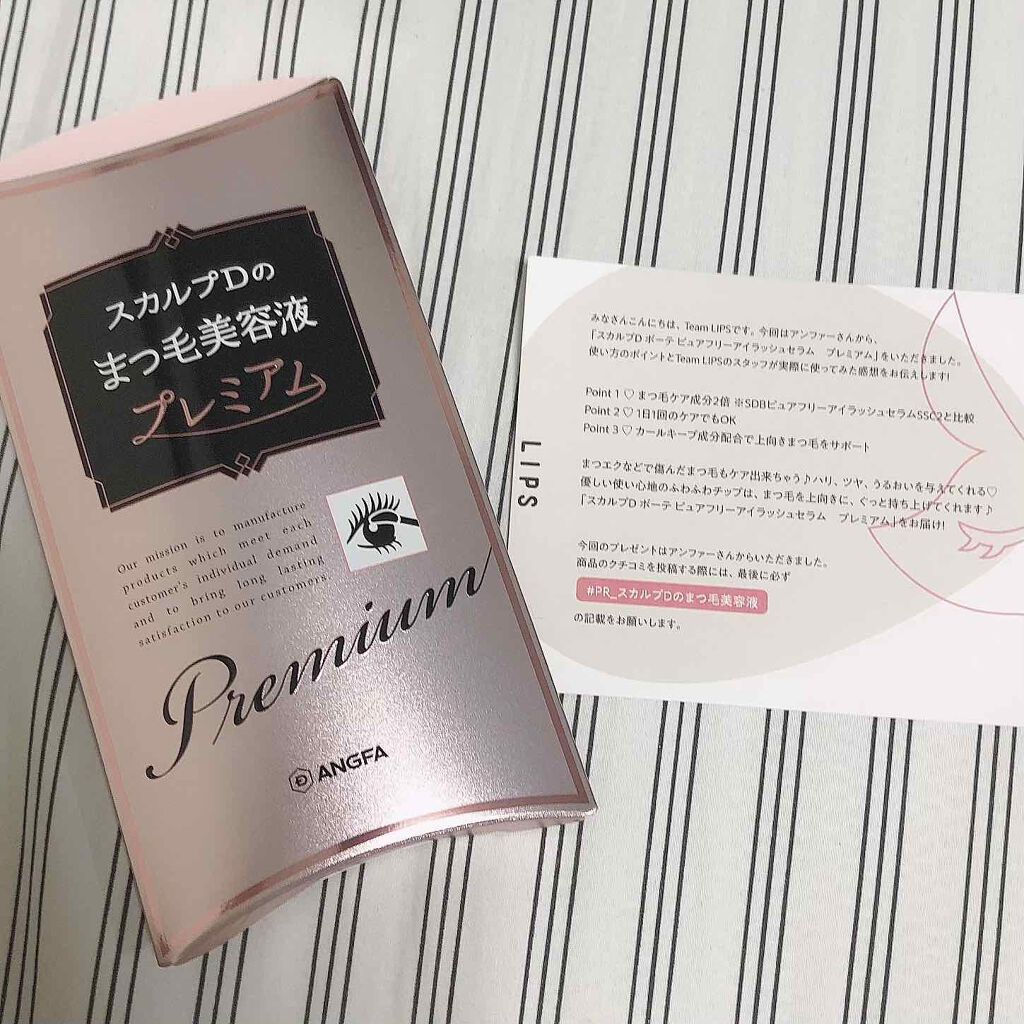 スカルプDの
まつ毛美容液
プレミアム
Our mission is to manufacture
products which meet each
customer's individual demand
and to bring long lasting
satisfaction to our customers.
Premium
ANGFA
LIPS
みなさんこんにちは、Team LIPSです。今回はアンファーさんから、
「スカルプD ボーテ ピュアフリーアイラッシュセラム　プレミアム」をいただきました。
使い方のポイントとTeam LIPSのスタッフが実際に使ってみた感想をお伝えします!
Point 1 ♡ まつ毛ケア成分2倍 ※SDBピュアフリーアイラッシュセラムSSC2と比較
Point 2 ♡ 1日1回のケアでもOK
Point 3 ♡ カールキープ成分配合で上向きまつ毛をサポート
まつエクなどで傷んだまつ毛もケア出来ちゃう♪ハリ、ツヤ、うるおいを与えてくれる♡
優しい使い心地のふわふわチップは、まつ毛を上向きに、ぐっと持ち上げてくれます♪
「スカルプD ボーテ ピュアフリーアイラッシュセラム　プレミアム」をお届け!
今回のプレゼントはアンファーさんからいただきました。
商品のクチコミを投稿する際には、最後に必ず
#PR_スカルプDのまつ毛美容液
の記載をお願いします。